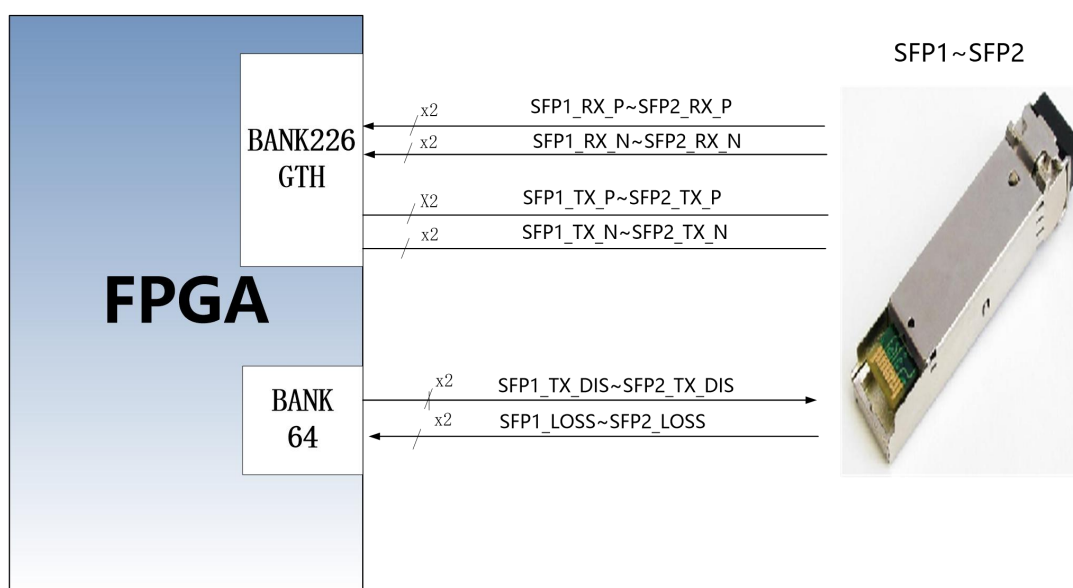 SFP1~SFP2
x2
SFP1_RX_P~SFP2_RX_P
x2
SFP1_RX_N~SFP2_RX_N
BANK226
GTH
X2
SFP1_TX_P~SFP2_TX_P
x2
SFP1_TX_N~SFP2_TX_N
FPGA
x2
SFP1_TX_DIS~SFP2_TX_DIS
x2
SFP1_LOSS~SFP2_LOSS
BANK
64